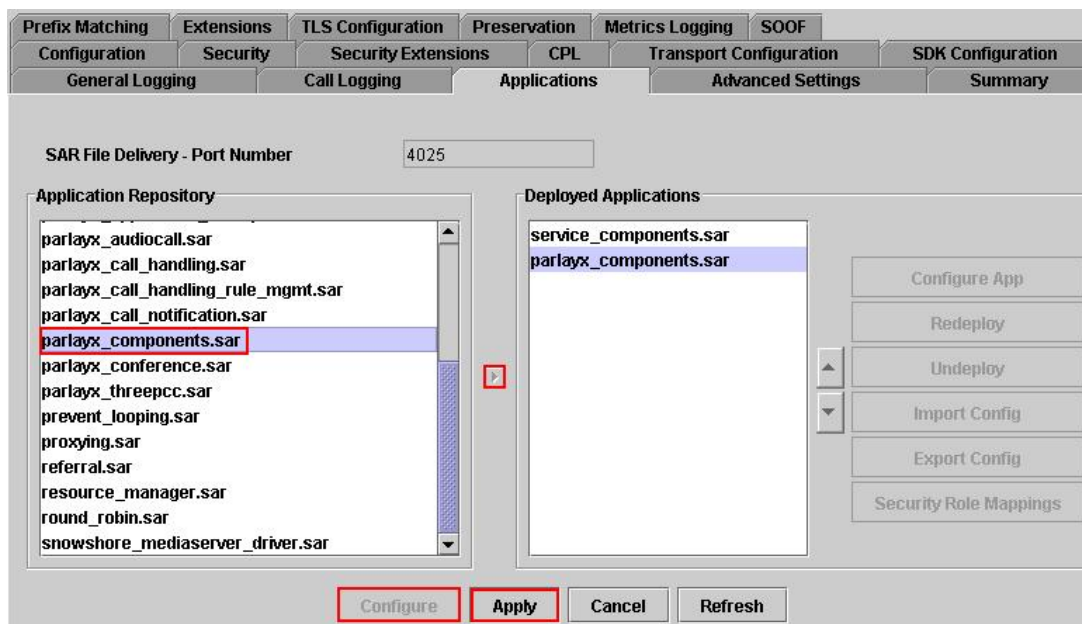 Prefix Matching Extensions TLS Configuration Preservation Metrics Logging SOOF
Configuration Security Security Extensions CPL Transport Configuration SDK Configuration
General Logging Call Logging Applications Advanced Settings Summary
SAR File Delivery - Port Number 4025
Application Repository
parlayx_audiocall.sar
parlayx_call_handling.sar
parlayx_call_handling_rule_mgmt.sar
parlayx_call_notification.sar
parlayx_components.sar
parlayx_conference.sar
parlayx_threepcc.sar
prevent_looping.sar
proxying.sar
referral.sar
resource_manager.sar
round_robin.sar
snowshore_mediaserver_driver.sar
Deployed Applications
service_components.sar
parlayx_components.sar
Configure App
Redeploy
Undeploy
Import Config
Export Config
Security Role Mappings
Configure Apply Cancel Refresh